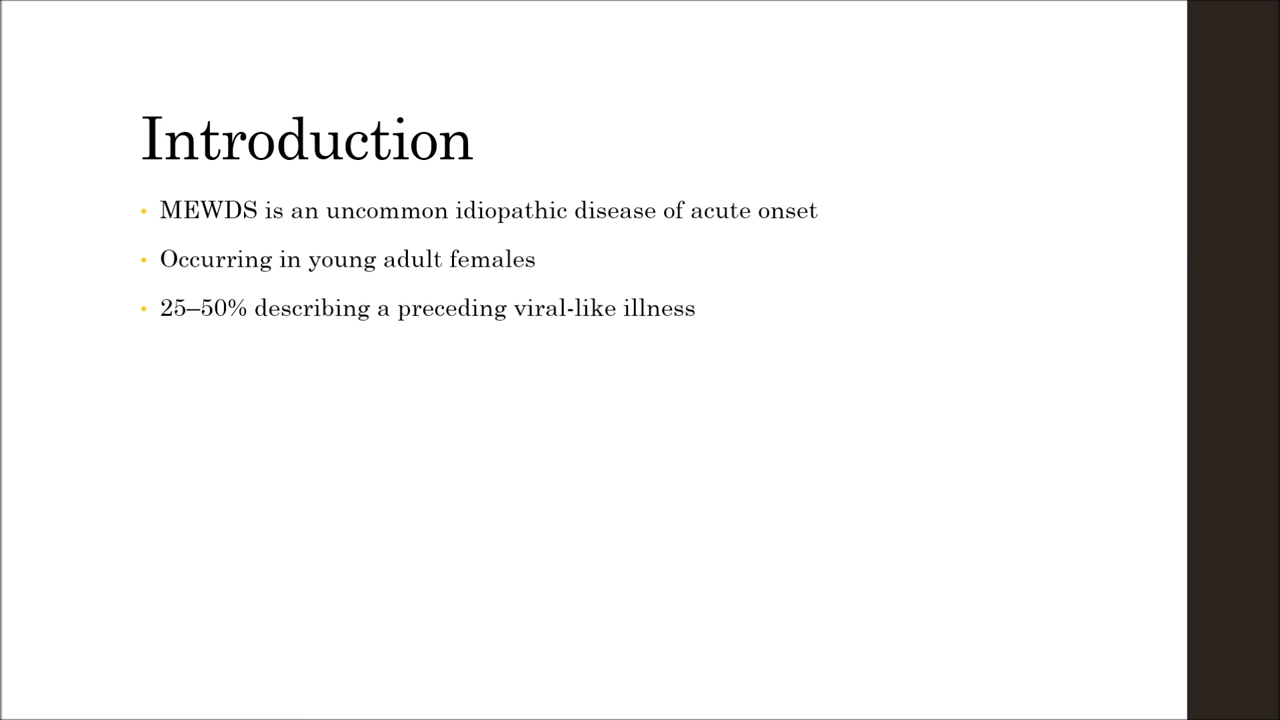 Introduction
• MEWDS is an uncommon idiopathic disease of acute onset
• Occurring in young adult females
• 25–50% describing a preceding viral-like illness